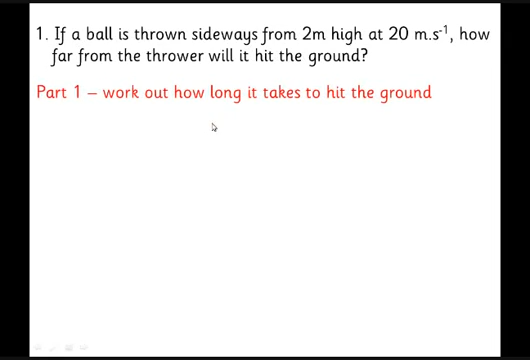 1. If a ball is thrown sideways from 2m high at 20 m.s⁻¹, how
far from the thrower will it hit the ground?
Part 1 – work out how long it takes to hit the ground